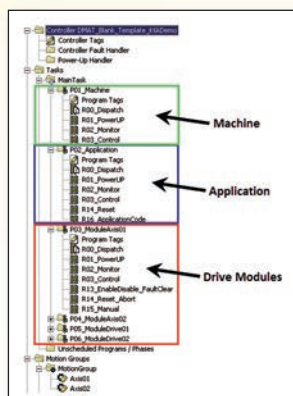 Controller DMAT_Blank_Template_KSADemo
Controller Tags
Controller Fault Handler
Power-Up Handler
Tasks
MainTask
P01_Machine
Program Tags
R00_Dispatch
R01_PowerUP
R02_Monitor
R03_Control
Machine
P02_Application
Program Tags
R00_Dispatch
R01_PowerUP
R02_Monitor
R03_Control
R14_Reset
R16_ApplicationCode
Application
P03_ModuleAxis01
Program Tags
R00_Dispatch
R01_PowerUP
R02_Monitor
R03_Control
R13_EnableDisable_FaultClear
R14_Reset_Abort
R15_Manual
Drive Modules
P04_ModuleAxis02
P05_ModuleDrive01
P06_ModuleDrive02
Unscheduled Programs / Phases
Motion Groups
MotionGroup
Axis01
Axis02